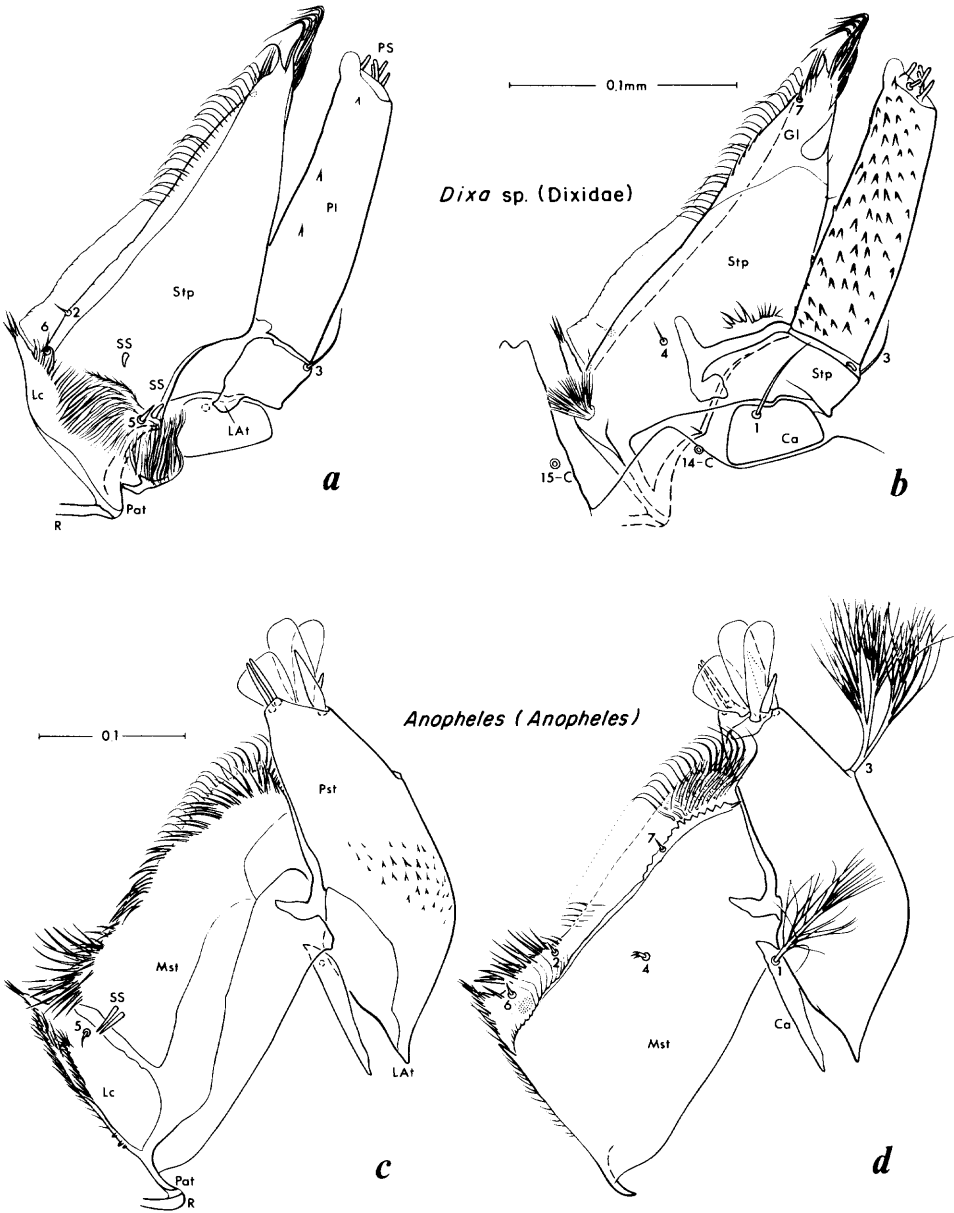 PS
0.1mm
7
Gl
Dixa sp. (Dixidae)
Pl
Stp
Stp
2
6
SS
4
3
SS
3
Stp
Lc
5
1
LAt
Ca
14-C
15-C
a
b
Pat
R
Anopheles (Anopheles)
0.1
3
Pst
7
Mst
2
4
1
SS
6
5
Ca
Mst
Lc
LAt
c
d
Pat
R